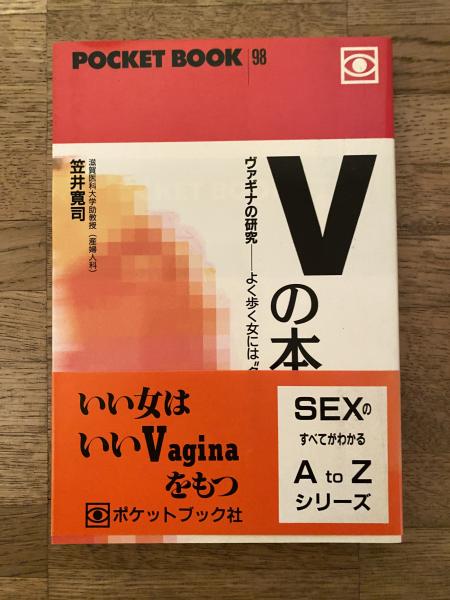 POCKET BOOK 98
Vの本
ヴァギナの研究――よく歩く女には"
滋賀医科大学助教授（産婦人科）
笠井寛司
いい女は
いいVagina
をもつ
ポケットブック社
SEXの
すべてがわかる
A to Z
シリーズ